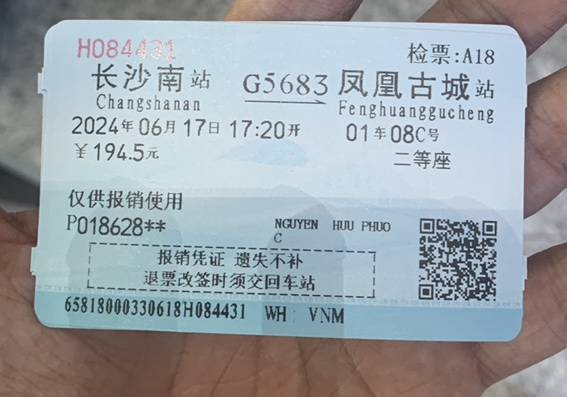 H084431
检票:A18
长沙南站 G5683 凤凰古城站
Changshanan Fenghuanggucheng
2024年06月17日17:20开 01车08C号
￥194.5元 二等座
仅供报销使用
P018628** NGUYEN HUU PHUO
C
报销凭证 遗失不补
退票改签时须交回车站
65818000330618H084431 WH: VNM